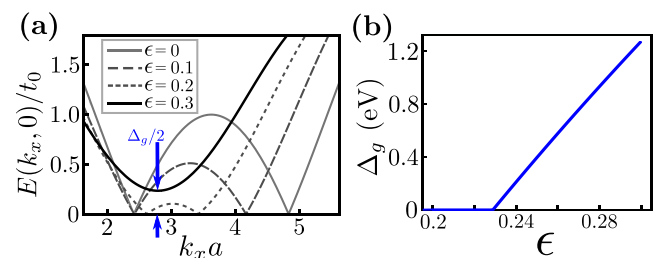 (a)
E(kₓ, 0)/t₀
1.5
1.0
0.5
0
ϵ = 0
ϵ = 0.1
ϵ = 0.2
ϵ = 0.3
Δg/2
2 3 4 5
kₓa
(b)
Δg (eV)
1.2
0.8
0.4
0
0.2 0.24 0.28
ϵ